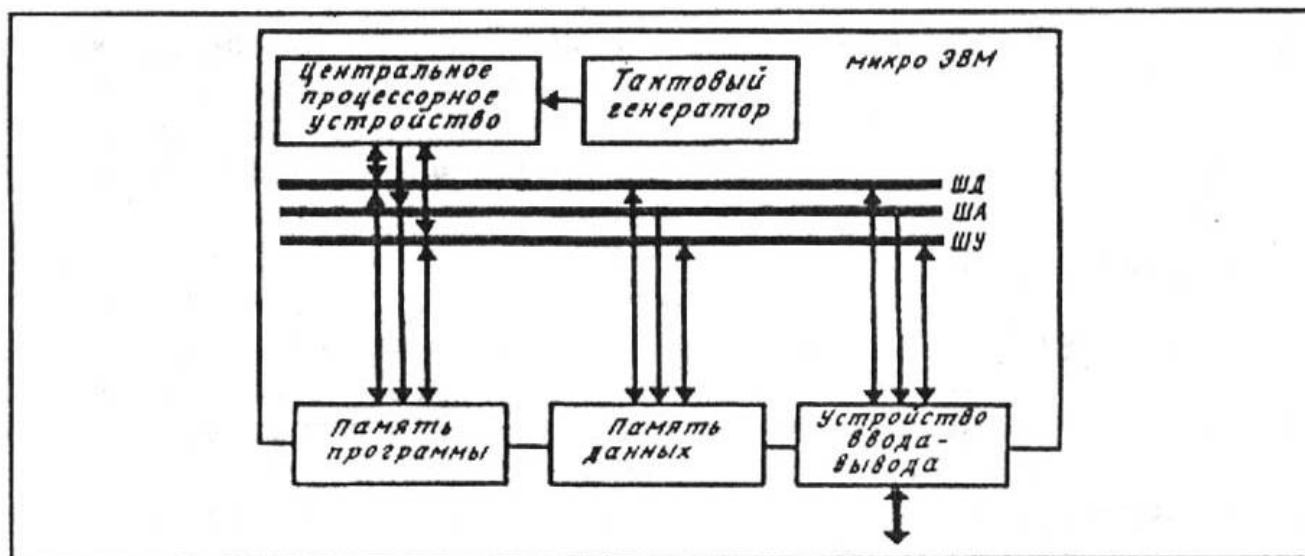 микро ЭВМ
Центральное
процессорное
устройство
Тактовый
генератор
ШД
ША
ШУ
Память
программы
Память
данных
Устройство
ввода-
вывода